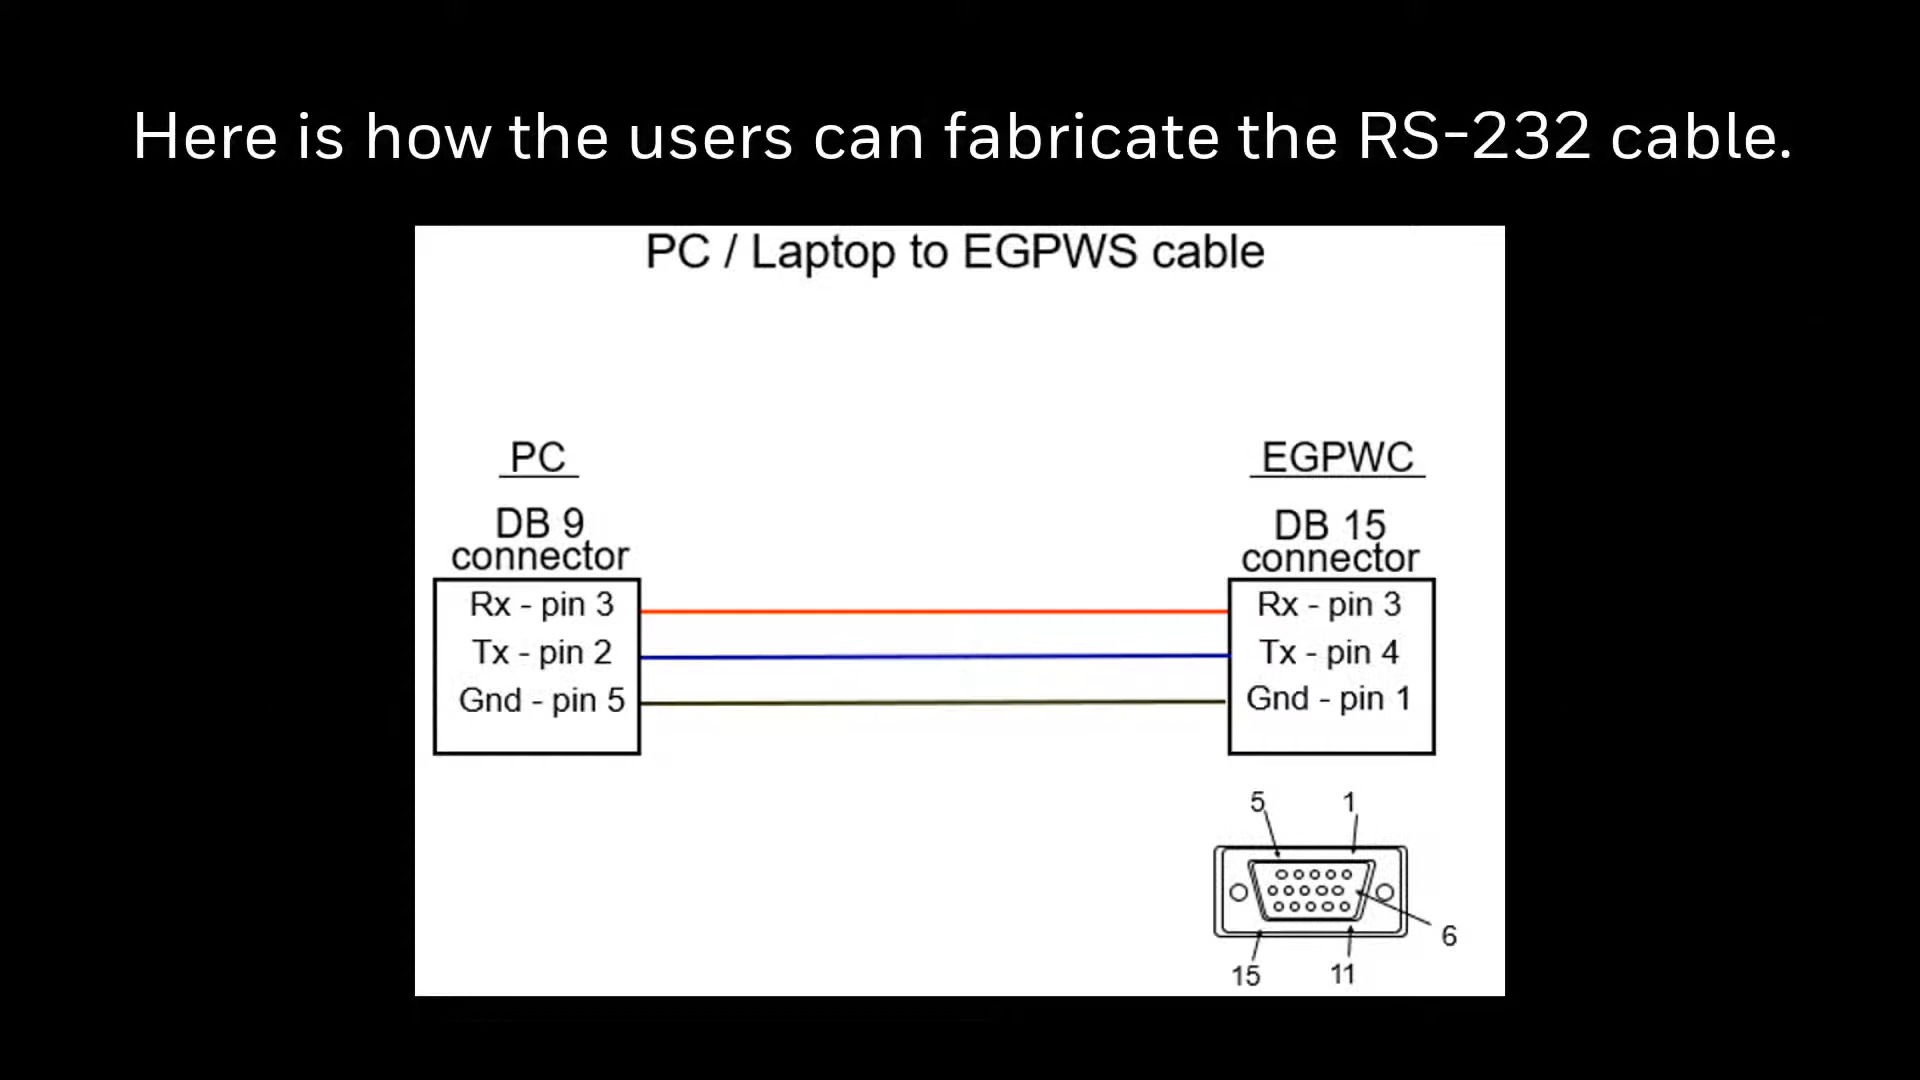 Here is how the users can fabricate the RS-232 cable.
PC / Laptop to EGPWS cable
PC
DB 9
connector
Rx - pin 3
Tx - pin 2
Gnd - pin 5
EGPWC
DB 15
connector
Rx - pin 3
Tx - pin 4
Gnd - pin 1
5
1
6
15
11